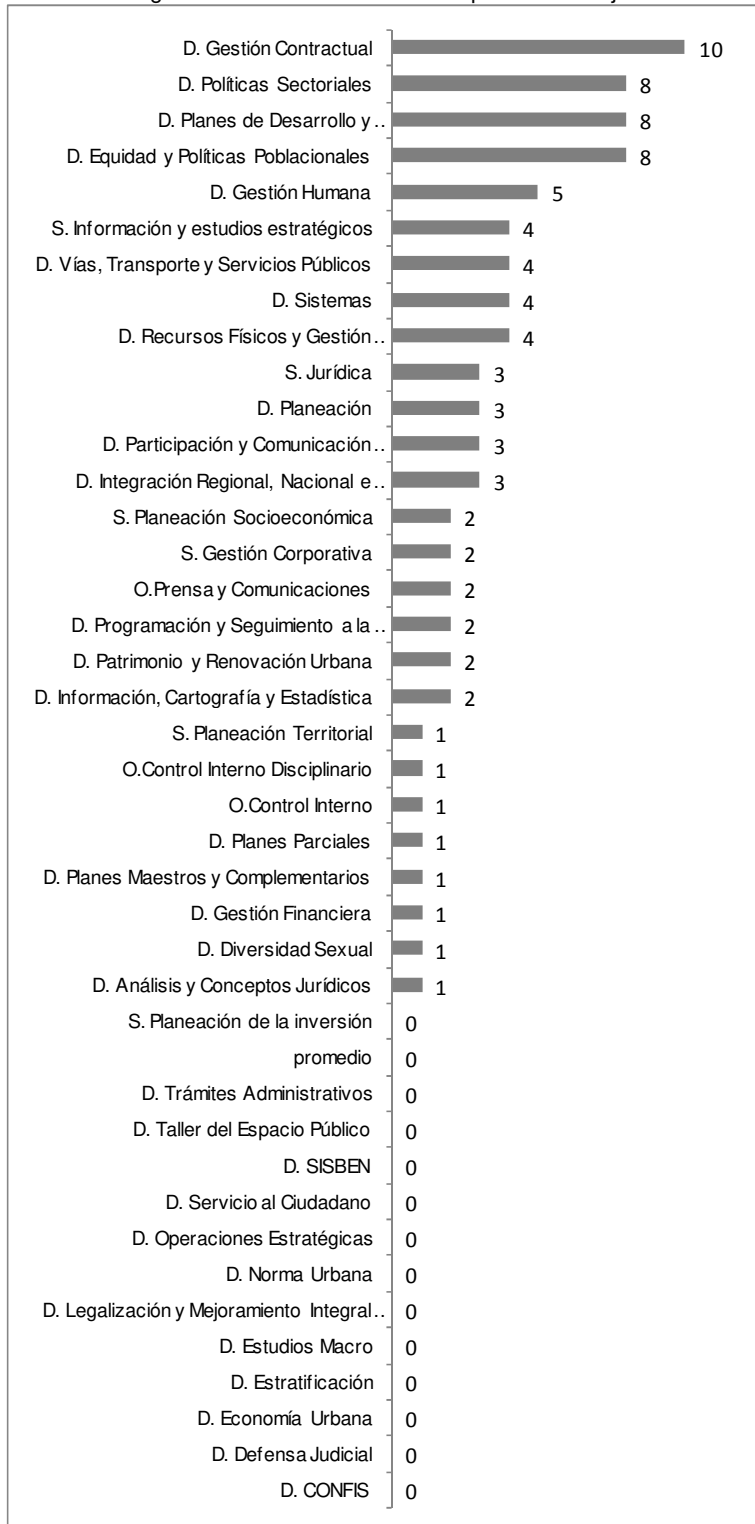 D. Gestión Contractual 10
D. Políticas Sectoriales 8
D. Planes de Desarrollo y .. 8
D. Equidad y Políticas Poblacionales 8
D. Gestión Humana 5
S. Información y estudios estratégicos 4
D. Vías, Transporte y Servicios Públicos 4
D. Sistemas 4
D. Recursos Físicos y Gestión .. 4
S. Jurídica 3
D. Planeación 3
D. Participación y Comunicación .. 3
D. Integración Regional, Nacional e .. 3
S. Planeación Socioeconómica 2
S. Gestión Corporativa 2
O.Prensa y Comunicaciones 2
D. Programación y Seguimiento a la .. 2
D. Patrimonio y Renovación Urbana 2
D. Información, Cartografía y Estadística 2
S. Planeación Territorial 1
O.Control Interno Disciplinario 1
O.Control Interno 1
D. Planes Parciales 1
D. Planes Maestros y Complementarios 1
D. Gestión Financiera 1
D. Diversidad Sexual 1
D. Análisis y Conceptos Jurídicos 1
S. Planeación de la inversión 0
promedio 0
D. Trámites Administrativos 0
D. Taller del Espacio Público 0
D. SISBEN 0
D. Servicio al Ciudadano 0
D. Operaciones Estratégicas 0
D. Norma Urbana 0
D. Legalización y Mejoramiento Integral .. 0
D. Estudios Macro 0
D. Estratificación 0
D. Economía Urbana 0
D. Defensa Judicial 0
D. CONFIS 0